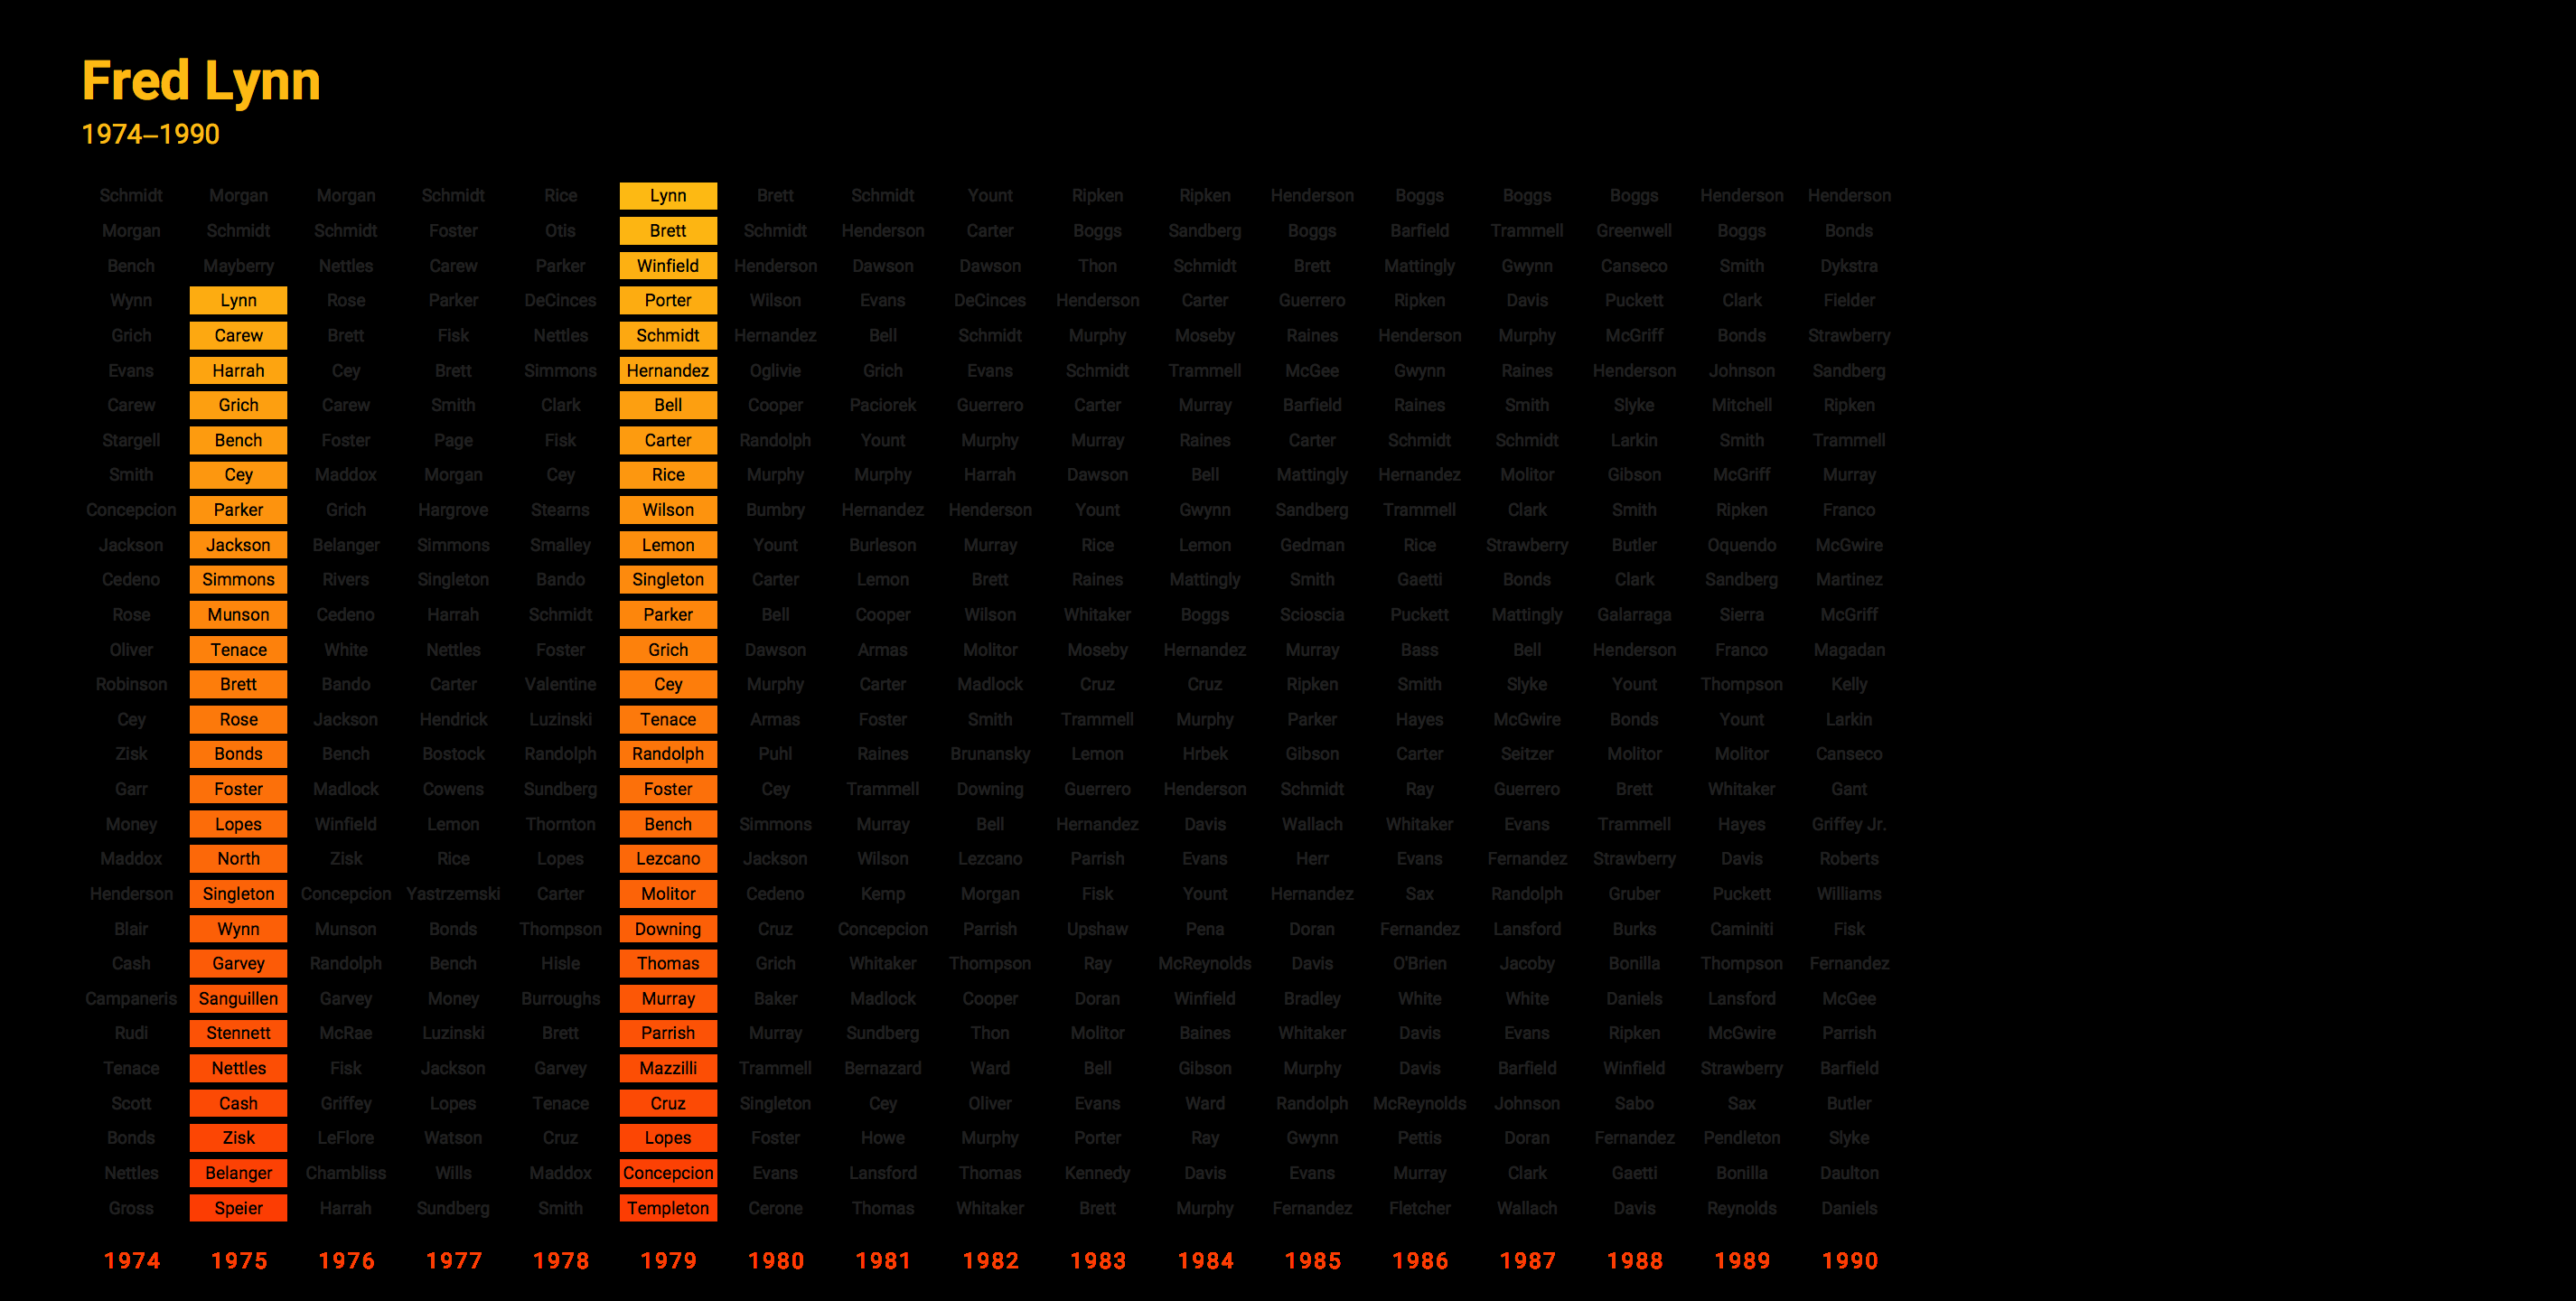 Fred Lynn
1974–1990
Schmidt Morgan Morgan Schmidt Rice Lynn Brett Schmidt Yount Ripken Ripken Henderson Boggs Boggs Boggs Henderson Henderson
Morgan Schmidt Schmidt Foster Otis Brett Schmidt Henderson Carter Boggs Sandberg Boggs Barfield Trammell Greenwell Boggs Bonds
Bench Mayberry Nettles Carew Parker Winfield Henderson Dawson Dawson Thon Schmidt Brett Mattingly Gwynn Canseco Smith Dykstra
Wynn Lynn Rose Parker DeCinces Porter Wilson Evans DeCinces Henderson Carter Guerrero Ripken Davis Puckett Clark Fielder
Grich Carew Brett Fisk Nettles Schmidt Hernandez Bell Schmidt Murphy Moseby Raines Henderson Murphy McGriff Bonds Strawberry
Evans Harrah Cey Brett Simmons Hernandez Oglivie Grich Evans Schmidt Trammell McGee Gwynn Raines Henderson Johnson Sandberg
Carew Grich Carew Smith Clark Bell Cooper Paciorek Guerrero Carter Murray Barfield Raines Smith Slyke Mitchell Ripken
Stargell Bench Foster Page Fisk Carter Randolph Yount Murphy Murray Raines Carter Schmidt Schmidt Larkin Smith Trammell
Smith Cey Maddox Morgan Cey Rice Murphy Murphy Harrah Dawson Bell Mattingly Hernandez Molitor Gibson McGriff Murray
Concepcion Parker Grich Hargrove Stearns Wilson Bumbry Hernandez Henderson Yount Gwynn Sandberg Trammell Clark Smith Ripken Franco
Jackson Jackson Belanger Simmons Smalley Lemon Yount Burleson Murray Rice Lemon Gedman Rice Strawberry Butler Oquendo McGwire
Cedeno Simmons Rivers Singleton Bando Singleton Carter Lemon Brett Raines Mattingly Smith Gaetti Bonds Clark Sandberg Martinez
Rose Munson Cedeno Harrah Schmidt Parker Bell Cooper Wilson Whitaker Boggs Scioscia Puckett Mattingly Galarraga Sierra McGriff
Oliver Tenace White Nettles Foster Grich Dawson Armas Molitor Moseby Hernandez Murray Bass Bell Henderson Franco Magadan
Robinson Brett Bando Carter Valentine Cey Murphy Carter Madlock Cruz Cruz Ripken Smith Slyke Yount Thompson Kelly
Cey Rose Jackson Hendrick Luzinski Tenace Armas Foster Smith Trammell Murphy Parker Hayes McGwire Bonds Yount Larkin
Zisk Bonds Bench Bostock Randolph Randolph Puhl Raines Brunansky Lemon Hrbek Gibson Carter Seitzer Molitor Molitor Canseco
Garr Foster Madlock Cowens Sundberg Foster Cey Trammell Downing Guerrero Henderson Schmidt Ray Guerrero Brett Whitaker Gant
Money Lopes Winfield Lemon Thornton Bench Simmons Murray Bell Hernandez Davis Wallach Whitaker Evans Trammell Hayes Griffey Jr.
Maddox North Zisk Rice Lopes Lezcano Jackson Wilson Lezcano Parrish Evans Herr Evans Fernandez Strawberry Davis Roberts
Henderson Singleton Concepcion Yastrzemski Carter Molitor Cedeno Kemp Morgan Fisk Yount Hernandez Sax Randolph Gruber Puckett Williams
Blair Wynn Munson Bonds Thompson Downing Cruz Concepcion Parrish Upshaw Pena Doran Fernandez Lansford Burks Caminiti Fisk
Cash Garvey Randolph Bench Hisle Thomas Grich Whitaker Thompson Ray McReynolds Davis O'Brien Jacoby Bonilla Thompson Fernandez
Campaneris Sanguillen Garvey Money Burroughs Murray Baker Madlock Cooper Doran Winfield Bradley White White Daniels Lansford McGee
Rudi Stennett McRae Luzinski Brett Parrish Murray Sundberg Thon Molitor Baines Whitaker Davis Evans Ripken McGwire Parrish
Tenace Nettles Fisk Jackson Garvey Mazzilli Trammell Bernazard Ward Bell Gibson Murphy Davis Barfield Winfield Strawberry Barfield
Scott Cash Griffey Lopes Tenace Cruz Singleton Cey Oliver Evans Ward Randolph McReynolds Johnson Sabo Sax Butler
Bonds Zisk LeFlore Watson Cruz Lopes Foster Howe Murphy Porter Ray Gwynn Pettis Doran Fernandez Pendleton Slyke
Nettles Belanger Chambliss Wills Maddox Concepcion Evans Lansford Thomas Kennedy Davis Evans Murray Clark Gaetti Bonilla Daulton
Gross Speier Harrah Sundberg Smith Templeton Cerone Thomas Whitaker Brett Murphy Fernandez Fletcher Wallach Davis Reynolds Daniels
1974 1975 1976 1977 1978 1979 1980 1981 1982 1983 1984 1985 1986 1987 1988 1989 1990